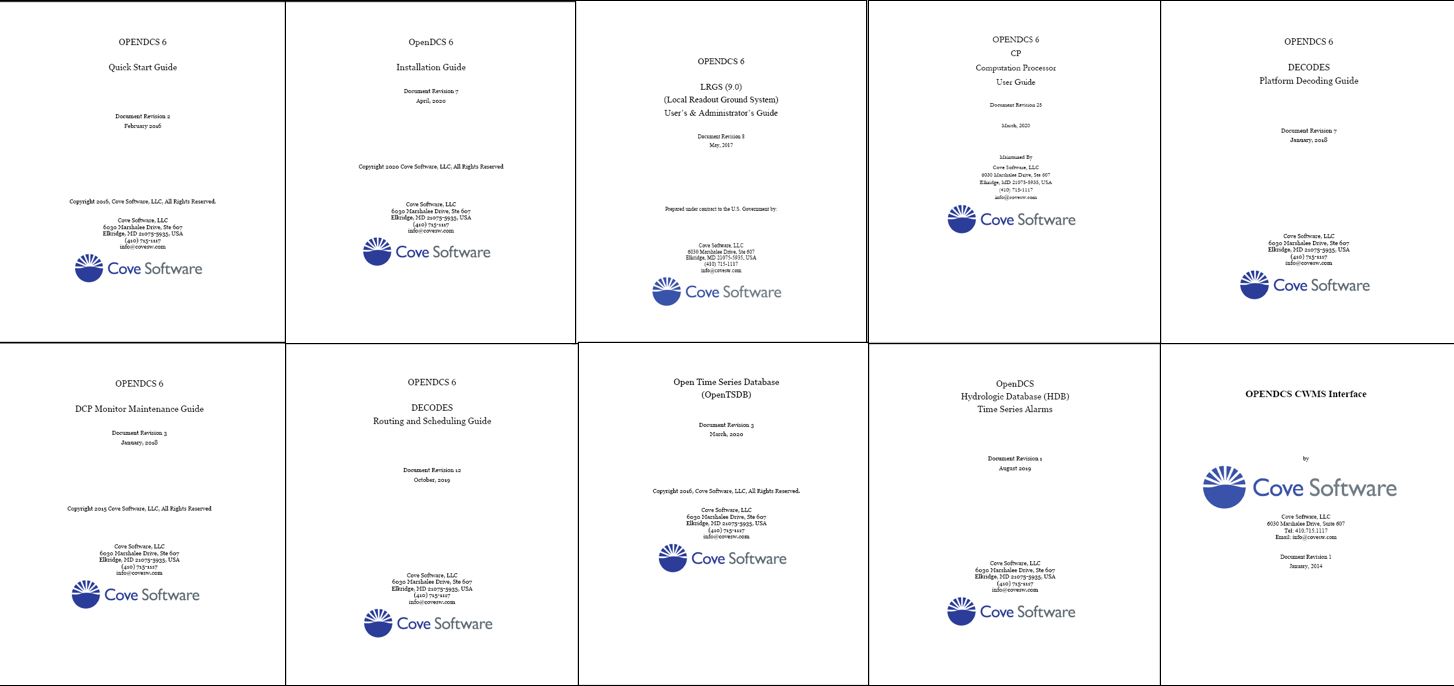 OPENDCS 6
Quick Start Guide
Document Revision 2
February 2016
Copyright 2016, Cove Software, LLC, All Rights Reserved.
Cove Software, LLC
6030 Marshalee Drive, Ste 607
Elkridge, MD 21075-5935, USA
(410) 715-1117
info@covesw.com
Cove Software
OpenDCS 6
Installation Guide
Document Revision 7
April, 2020
Copyright 2020 Cove Software, LLC, All Rights Reserved
Cove Software, LLC
6030 Marshalee Drive, Ste 607
Elkridge, MD 21075-5935, USA
(410) 715-1117
info@covesw.com
Cove Software
OPENDCS 6
LRGS (9.0)
(Local Readout Ground System)
User's & Administrator's Guide
Document Revision 8
May, 2017
Prepared under contract to the U.S. Government by:
Cove Software, LLC
6030 Marshalee Drive, Ste 607
Elkridge, MD 21075-5935, USA
(410) 715-1117
info@covesw.com
Cove Software
OPENDCS 6
CP
Computation Processor
User Guide
Document Revision 25
March, 2020
Maintained By
Cove Software, LLC
6030 Marshalee Drive, Ste 607
Elkridge, MD 21075-5935, USA
(410) 715-1117
info@covesw.com
Cove Software
OPENDCS 6
DECODES
Platform Decoding Guide
Document Revision 7
January, 2018
Cove Software, LLC
6030 Marshalee Drive, Ste 607
Elkridge, MD 21075-5935, USA
(410) 715-1117
info@covesw.com
Cove Software
OPENDCS 6
DCP Monitor Maintenance Guide
Document Revision 3
January, 2018
Copyright 2015 Cove Software, LLC, All Rights Reserved
Cove Software, LLC
6030 Marshalee Drive, Ste 607
Elkridge, MD 21075-5935, USA
(410) 715-1117
info@covesw.com
Cove Software
OPENDCS 6
DECODES
Routing and Scheduling Guide
Document Revision 12
October, 2019
Cove Software, LLC
6030 Marshalee Drive, Ste 607
Elkridge, MD 21075-5935, USA
(410) 715-1117
info@covesw.com
Cove Software
Open Time Series Database
(OpenTSDB)
Document Revision 3
March, 2020
Copyright 2016, Cove Software, LLC, All Rights Reserved.
Cove Software, LLC
6030 Marshalee Drive, Ste 607
Elkridge, MD 21075-5935, USA
(410) 715-1117
info@covesw.com
Cove Software
OpenDCS
Hydrologic Database (HDB)
Time Series Alarms
Document Revision 1
August 2019
Cove Software, LLC
6030 Marshalee Drive, Ste 607
Elkridge, MD 21075-5935, USA
(410) 715-1117
info@covesw.com
Cove Software
OPENDCS CWMS Interface
by
Cove Software
Cove Software, LLC
6030 Marshalee Drive, Suite 607
Tel: 410.715.1117
Email: info@covesw.com
Document Revision 1
January, 2014